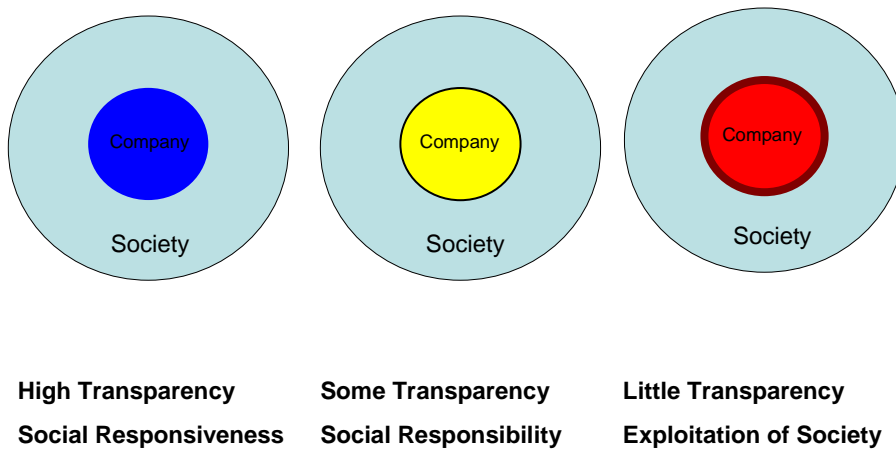 Company
Society
Company
Society
Company
Society
High Transparency
Social Responsiveness
Some Transparency
Social Responsibility
Little Transparency
Exploitation of Society